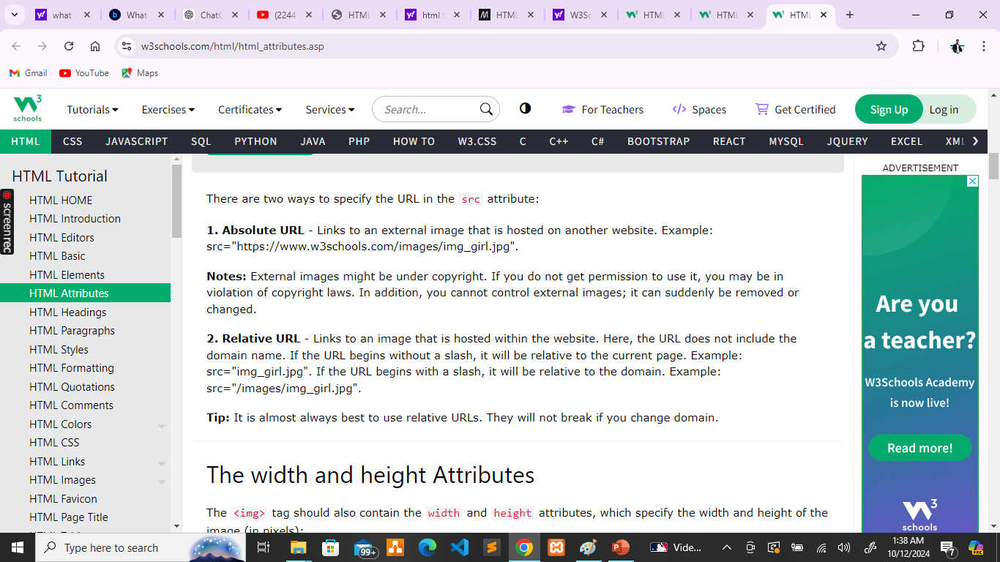 what
What
ChatG
(2244
HTML
html t
HTML
W3Sc
HTML
HTML
HTML
w3schools.com/html/html_attributes.asp
Gmail
YouTube
Maps
W3
schools
Tutorials
Exercises
Certificates
Services
Search...
For Teachers
Spaces
Get Certified
Sign Up
Log in
HTML CSS JAVASCRIPT SQL PYTHON JAVA PHP HOW TO W3.CSS C C++ C# BOOTSTRAP REACT MYSQL JQUERY EXCEL XML
HTML Tutorial
HTML HOME
HTML Introduction
HTML Editors
HTML Basic
HTML Elements
HTML Attributes
HTML Headings
HTML Paragraphs
HTML Styles
HTML Formatting
HTML Quotations
HTML Comments
HTML Colors
HTML CSS
HTML Links
HTML Images
HTML Favicon
HTML Page Title
screenrec
There are two ways to specify the URL in the src attribute:
1. Absolute URL - Links to an external image that is hosted on another website. Example:
src="https://www.w3schools.com/images/img_girl.jpg".
Notes: External images might be under copyright. If you do not get permission to use it, you may be in
violation of copyright laws. In addition, you cannot control external images; it can suddenly be removed or
changed.
2. Relative URL - Links to an image that is hosted within the website. Here, the URL does not include the
domain name. If the URL begins without a slash, it will be relative to the current page. Example:
src="img_girl.jpg". If the URL begins with a slash, it will be relative to the domain. Example:
src="/images/img_girl.jpg".
Tip: It is almost always best to use relative URLs. They will not break if you change domain.
The width and height Attributes
The <img> tag should also contain the width and height attributes, which specify the width and height of the
image (in pixels):
ADVERTISEMENT
Are you
a teacher?
W3Schools Academy
is now live!
Read more!
W3
schools
Type here to search
99+
Vide...
1:38 AM
10/12/2024
7
PRE